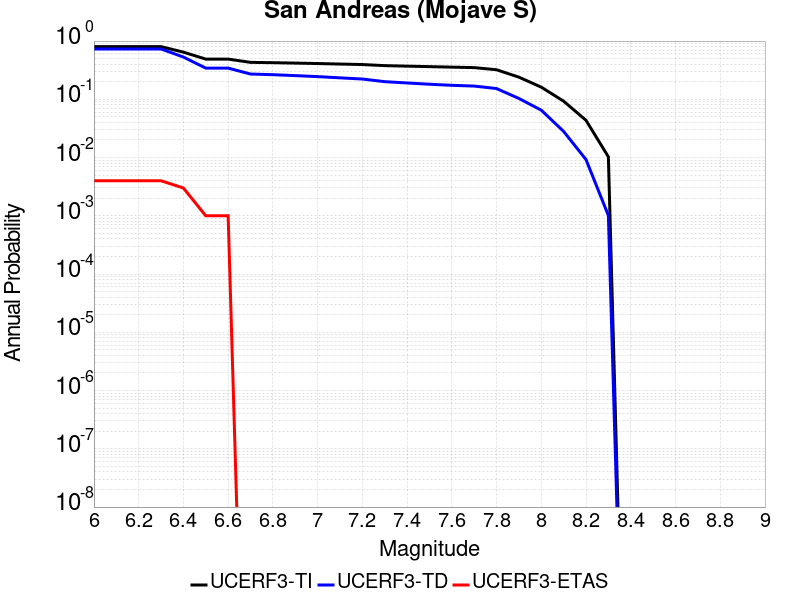 San Andreas (Mojave S)
10^0
10^-1
10^-2
10^-3
10^-4
10^-5
10^-6
10^-7
10^-8
Annual Probability
6 6.2 6.4 6.6 6.8 7 7.2 7.4 7.6 7.8 8 8.2 8.4 8.6 8.8 9
Magnitude
UCERF3-TI UCERF3-TD UCERF3-ETAS